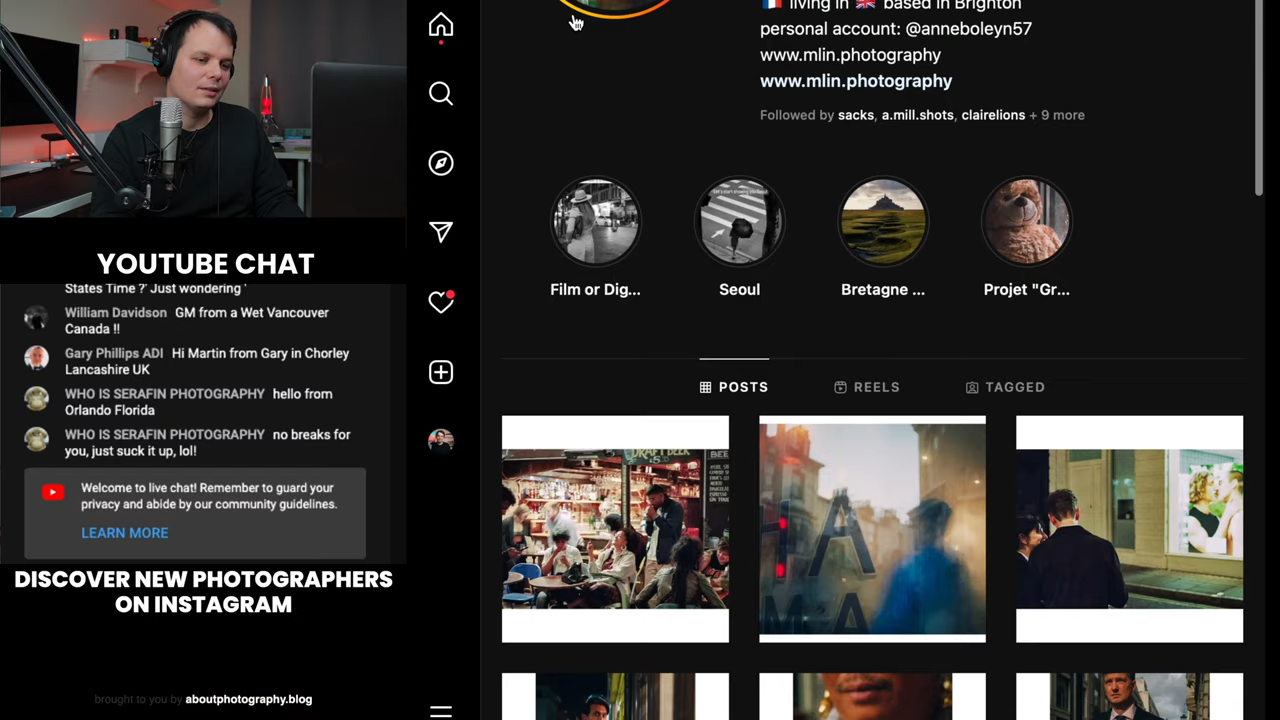 YOUTUBE CHAT
States Time ?' Just wondering '
William Davidson GM from a Wet Vancouver
Canada !!
Gary Phillips ADI Hi Martin from Gary in Chorley
Lancashire UK
WHO IS SERAFIN PHOTOGRAPHY hello from
Orlando Florida
WHO IS SERAFIN PHOTOGRAPHY no breaks for
you, just suck it up, lol!
Welcome to live chat! Remember to guard your
privacy and abide by our community guidelines.
LEARN MORE
DISCOVER NEW PHOTOGRAPHERS
ON INSTAGRAM
brought to you by aboutphotography.blog
living in 🇬🇧 based in Brighton
personal account: @anneboleyn57
www.mlin.photography
www.mlin.photography
Followed by sacks, a.mill.shots, clairelions + 9 more
Film or Dig...
Seoul
Bretagne ...
Projet "Gr...
POSTS
REELS
TAGGED
DRAFT BEER
BEE
HA
MA